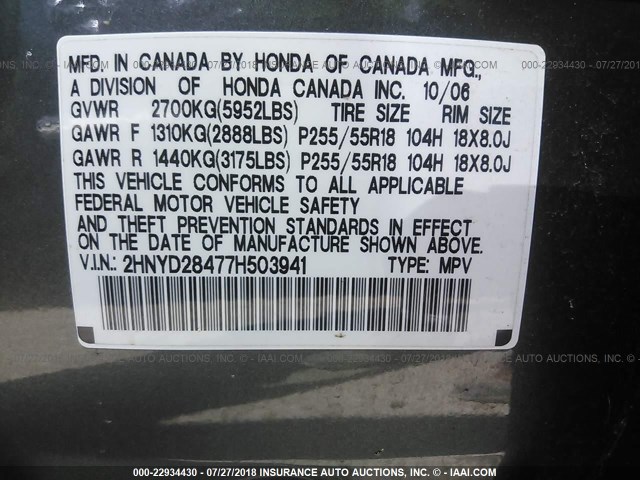 MFD. IN CANADA BY HONDA OF CANADA MFG.,
A DIVISION OF HONDA CANADA INC. 10/06
GVWR 2700KG(5952LBS) TIRE SIZE RIM SIZE
GAWR F 1310KG(2888LBS) P255/55R18 104H 18X8.0J
GAWR R 1440KG(3175LBS) P255/55R18 104H 18X8.0J
THIS VEHICLE CONFORMS TO ALL APPLICABLE
FEDERAL MOTOR VEHICLE SAFETY
AND THEFT PREVENTION STANDARDS IN EFFECT ON
THE DATE OF MANUFACTURE SHOWN ABOVE.
V.I.N.: 2HNYD28477H503941 TYPE: MPV
000-22934430 - 07/27/2018 INSURANCE AUTO AUCTIONS - © - IAAI.COM